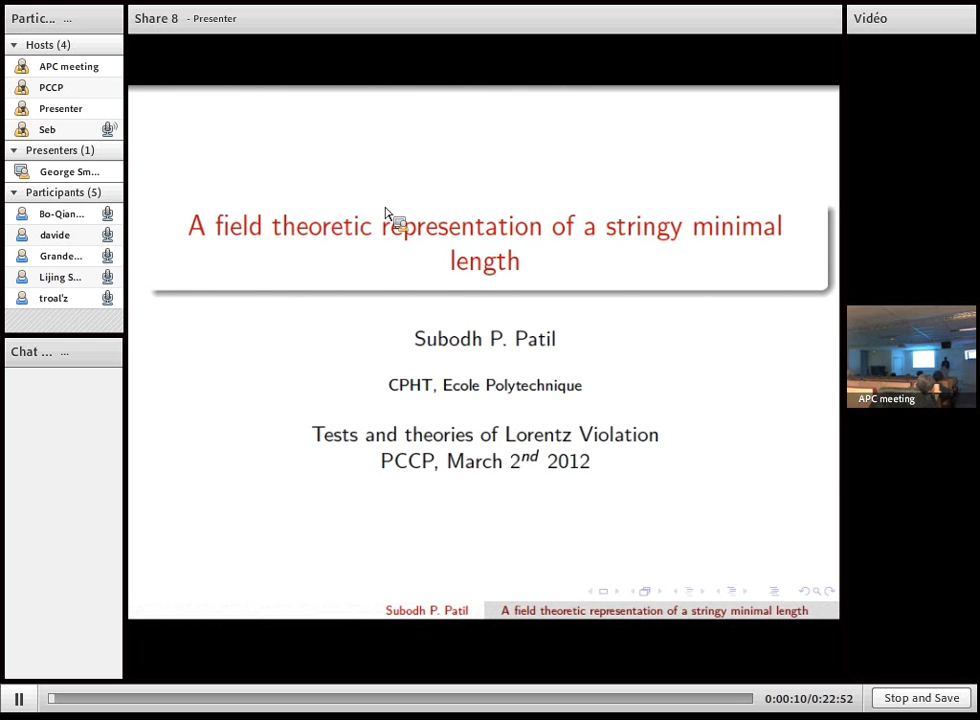 Partic... ...
Hosts (4)
APC meeting
PCCP
Presenter
Seb
Presenters (1)
George Sm...
Participants (5)
Bo-Qian...
davide
Grande...
Lijing S...
troal'z
Chat ... ...
Share 8 - Presenter
A field theoretic representation of a stringy minimal
length
Subodh P. Patil
CPHT, Ecole Polytechnique
Tests and theories of Lorentz Violation
PCCP, March 2nd 2012
Subodh P. Patil A field theoretic representation of a stringy minimal length
Vidéo
APC meeting
0:00:10/0:22:52
Stop and Save